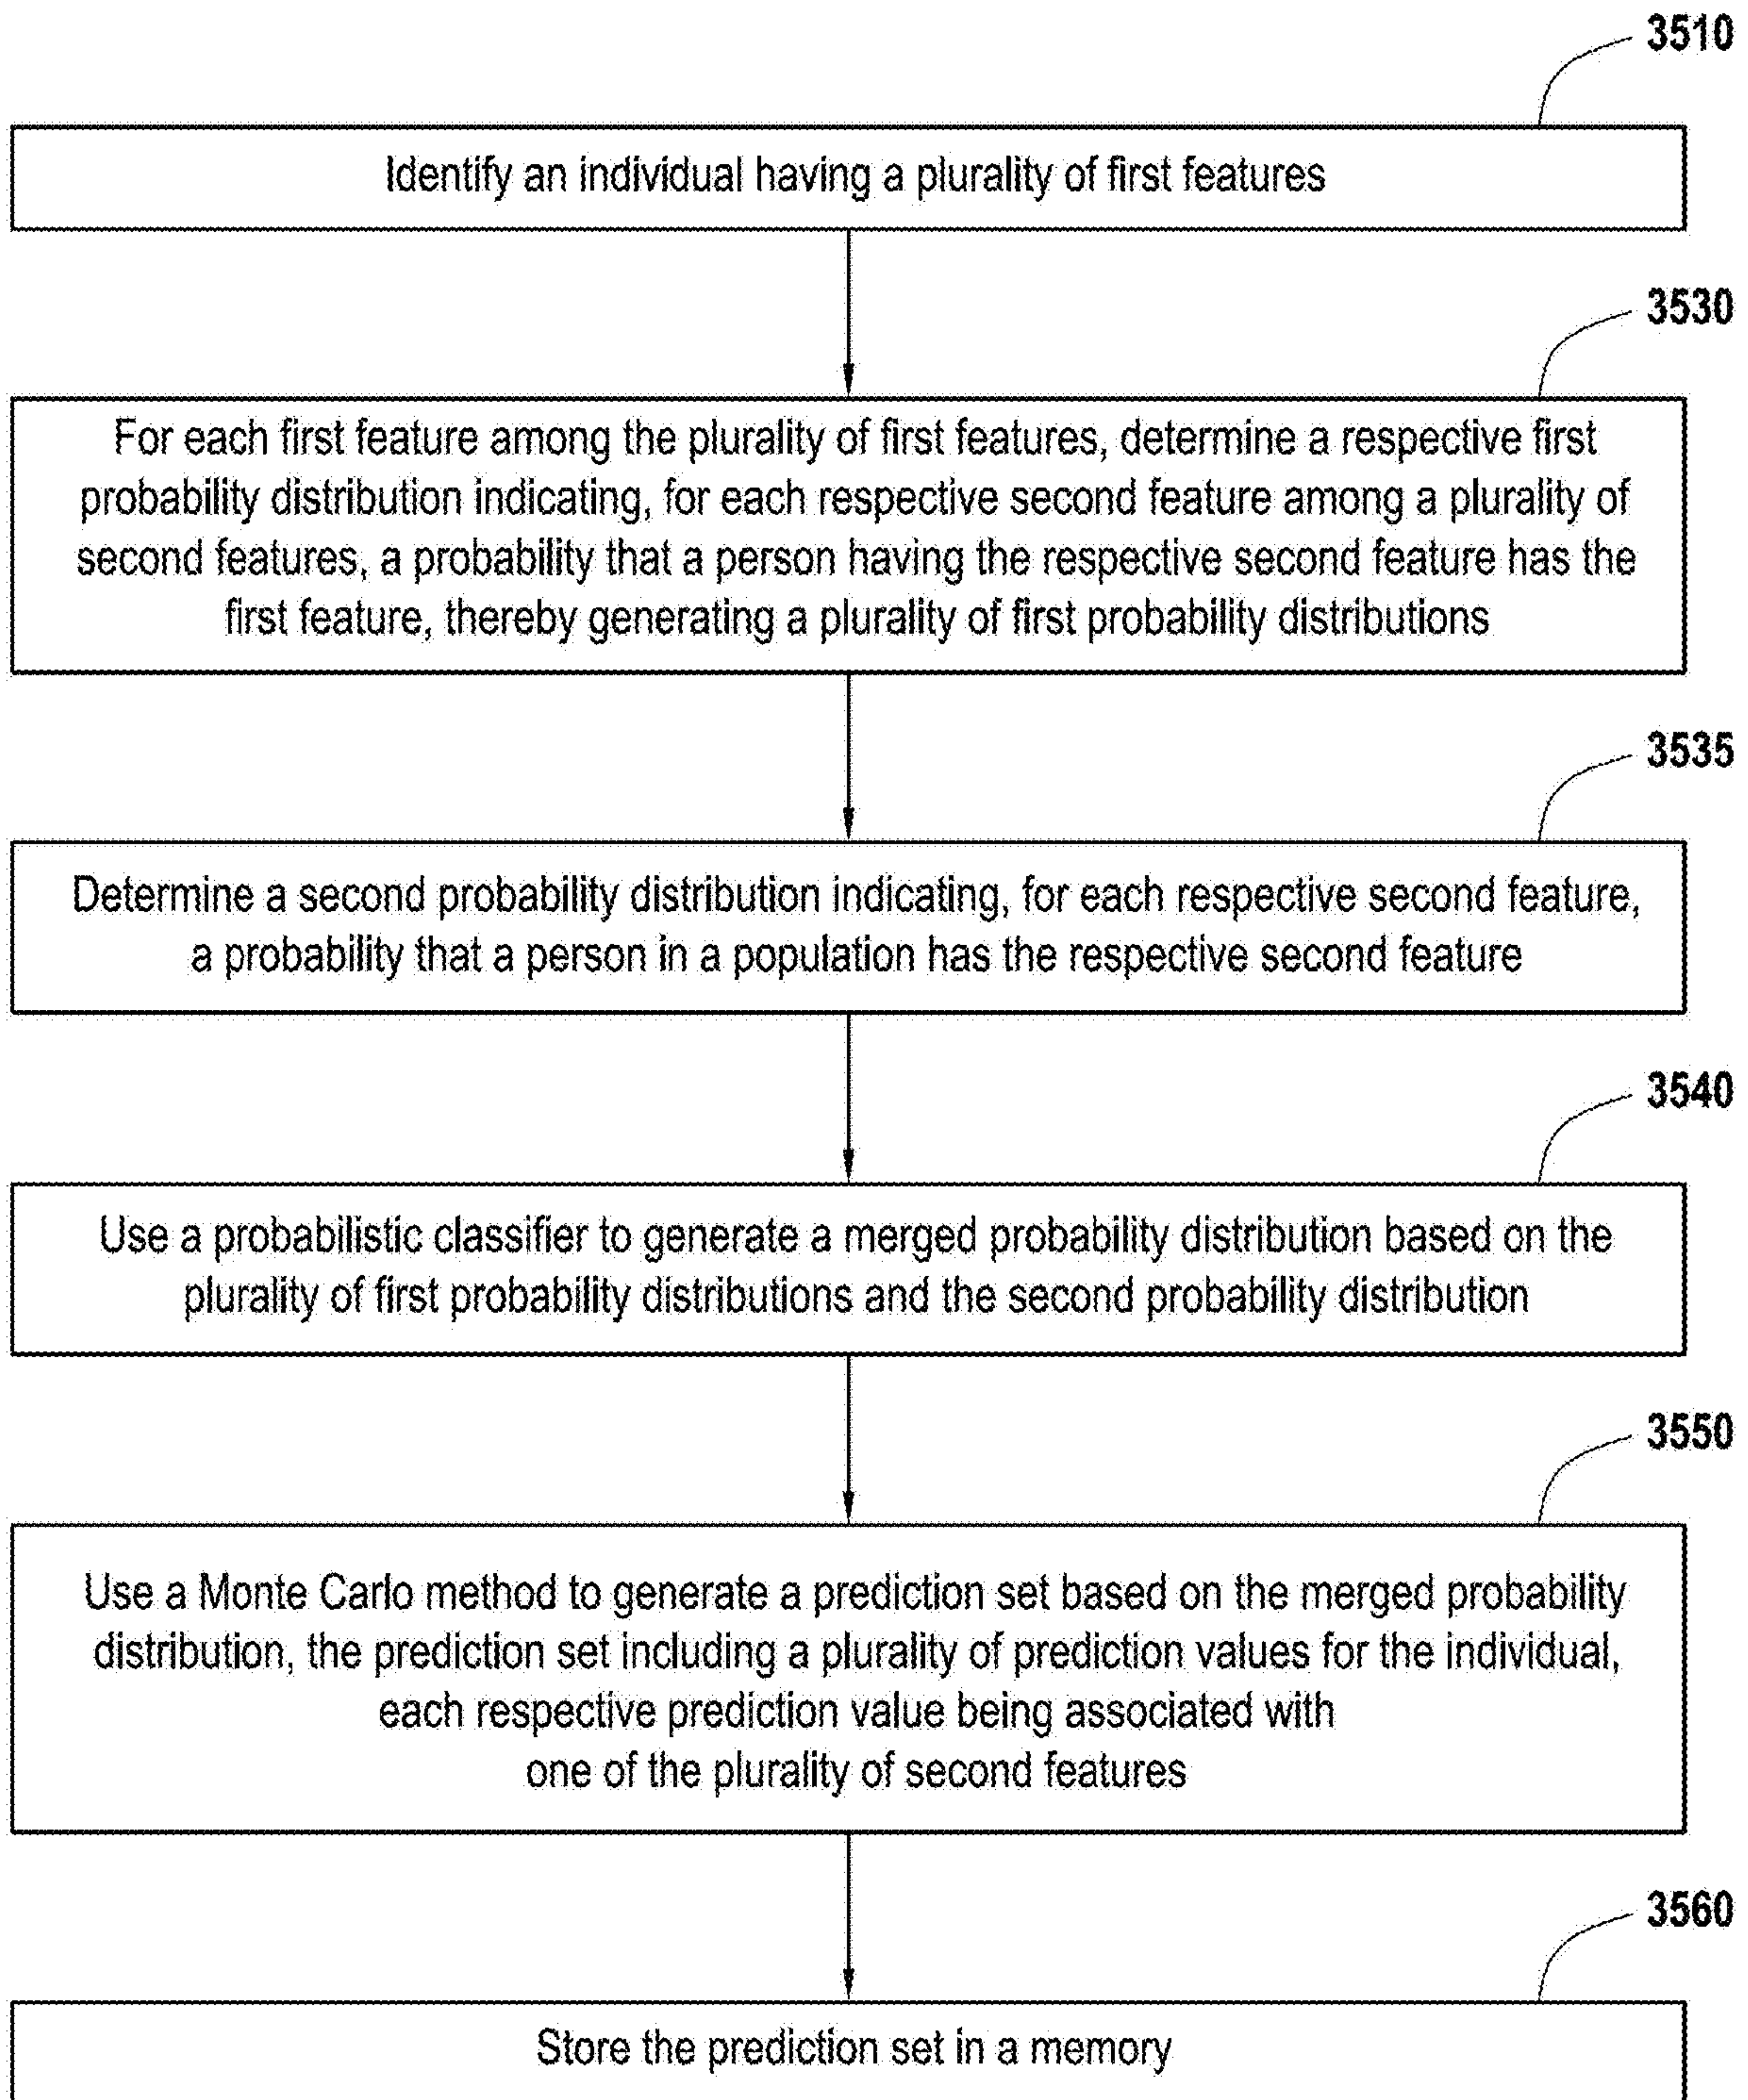 3510
Identify an individual having a plurality of first features
3530
For each first feature among the plurality of first features, determine a respective first
probability distribution indicating, for each respective second feature among a plurality of
second features, a probability that a person having the respective second feature has the
first feature, thereby generating a plurality of first probability distributions
3535
Determine a second probability distribution indicating, for each respective second feature,
a probability that a person in a population has the respective second feature
3540
Use a probabilistic classifier to generate a merged probability distribution based on the
plurality of first probability distributions and the second probability distribution
3550
Use a Monte Carlo method to generate a prediction set based on the merged probability
distribution, the prediction set including a plurality of prediction values for the individual,
each respective prediction value being associated with
one of the plurality of second features
3560
Store the prediction set in a memory